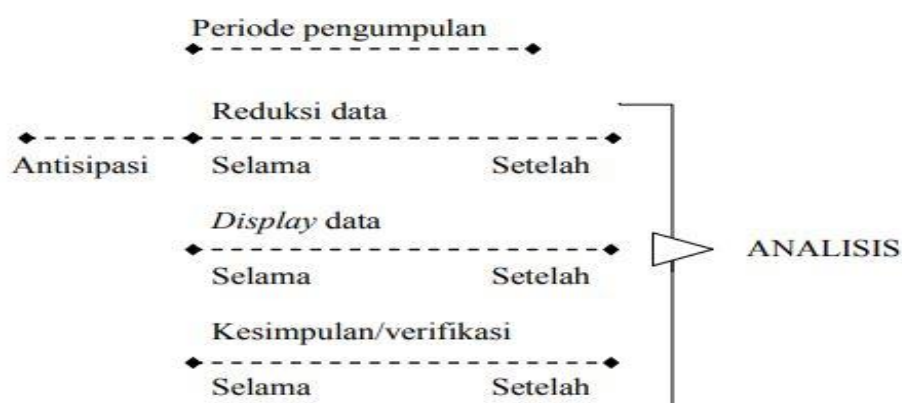 Periode pengumpulan
Reduksi data
Antisipasi Selama Setelah
Display data
Selama Setelah
ANALISIS
Kesimpulan/verifikasi
Selama Setelah